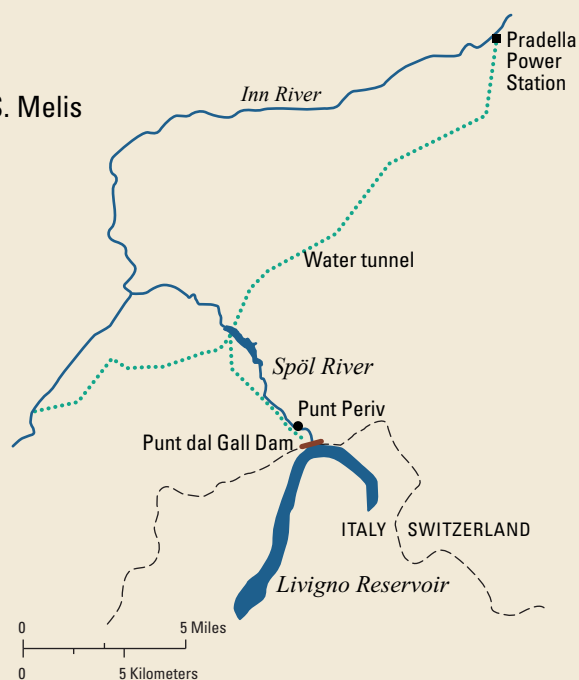 Pradella
Power
Station
Inn River
S. Melis
Water tunnel
Spöl River
Punt Periv
Punt dal Gall Dam
ITALY
SWITZERLAND
Livigno Reservoir
0 5 Miles
0 5 Kilometers